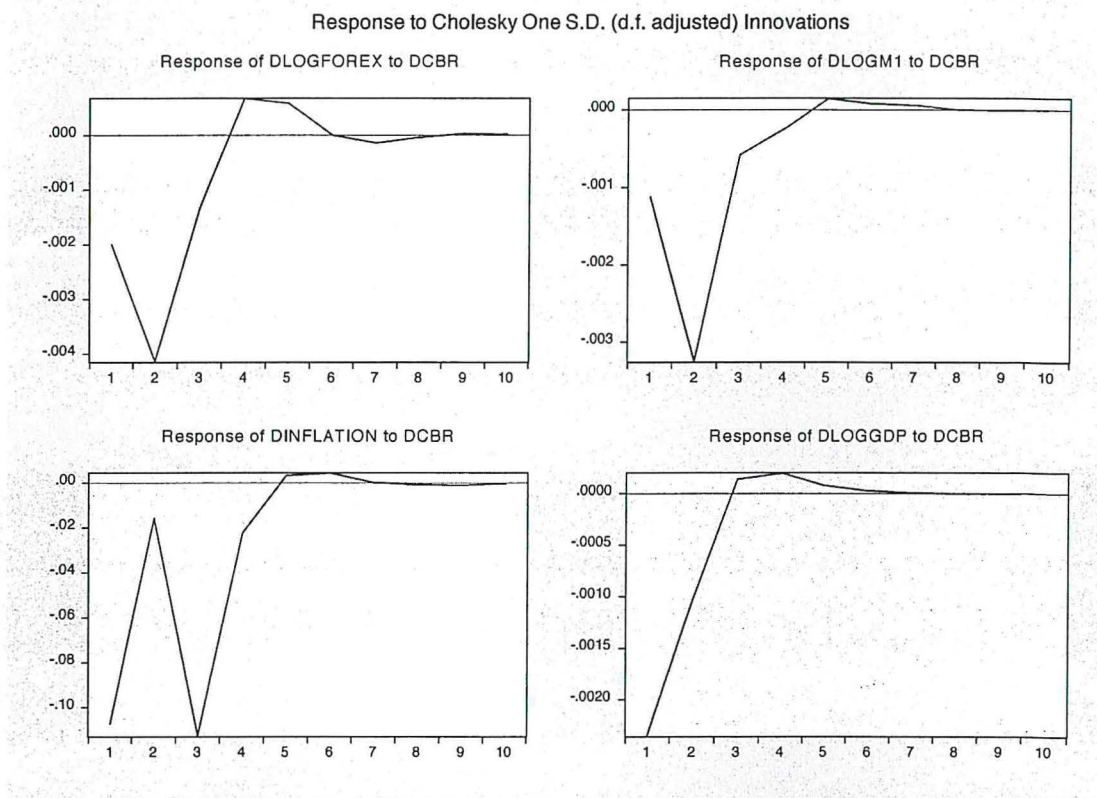 Response to Cholesky One S.D. (d.f. adjusted) Innovations
Response of DLOGFOREX to DCBR
.000
-.001
-.002
-.003
-.004
1 2 3 4 5 6 7 8 9 10
Response of DLOGM1 to DCBR
.000
-.001
-.002
-.003
1 2 3 4 5 6 7 8 9 10
Response of DINFLATION to DCBR
.00
-.02
-.04
-.06
-.08
-.10
1 2 3 4 5 6 7 8 9 10
Response of DLOGGDP to DCBR
.0000
-.0005
-.0010
-.0015
-.0020
1 2 3 4 5 6 7 8 9 10